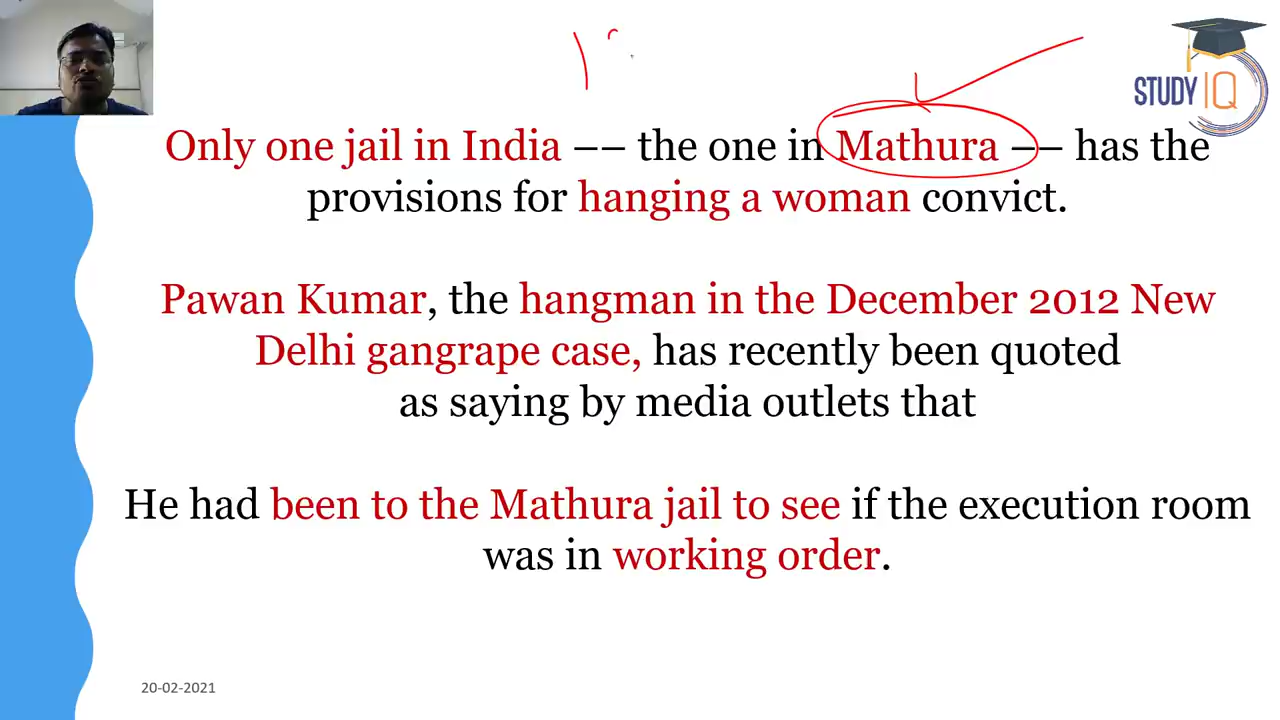 STUDY IQ
Only one jail in India –– the one in Mathura –– has the
provisions for hanging a woman convict.
Pawan Kumar, the hangman in the December 2012 New
Delhi gangrape case, has recently been quoted
as saying by media outlets that
He had been to the Mathura jail to see if the execution room
was in working order.
20-02-2021